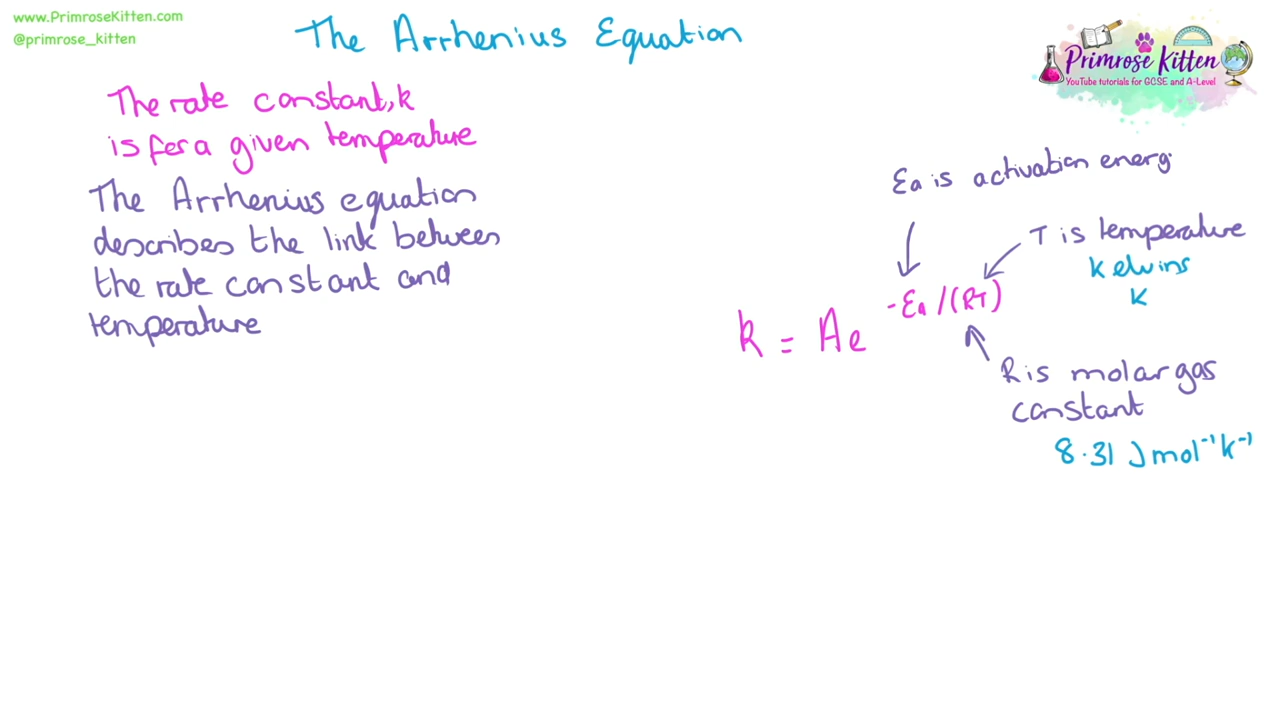 www.PrimroseKitten.com
@primrose_kitten
The Arrhenius Equation
Primrose Kitten
YouTube tutorials for GCSE and A-Level
The rate constant, k
is for a given temperature
The Arrhenius equation
describes the link between
the rate constant and
temperature
Ea is activation energ
T is temperature
kelvins
K
k = Ae -Ea/(RT)
R is molar gas
constant
8.31 Jmol⁻¹K⁻¹